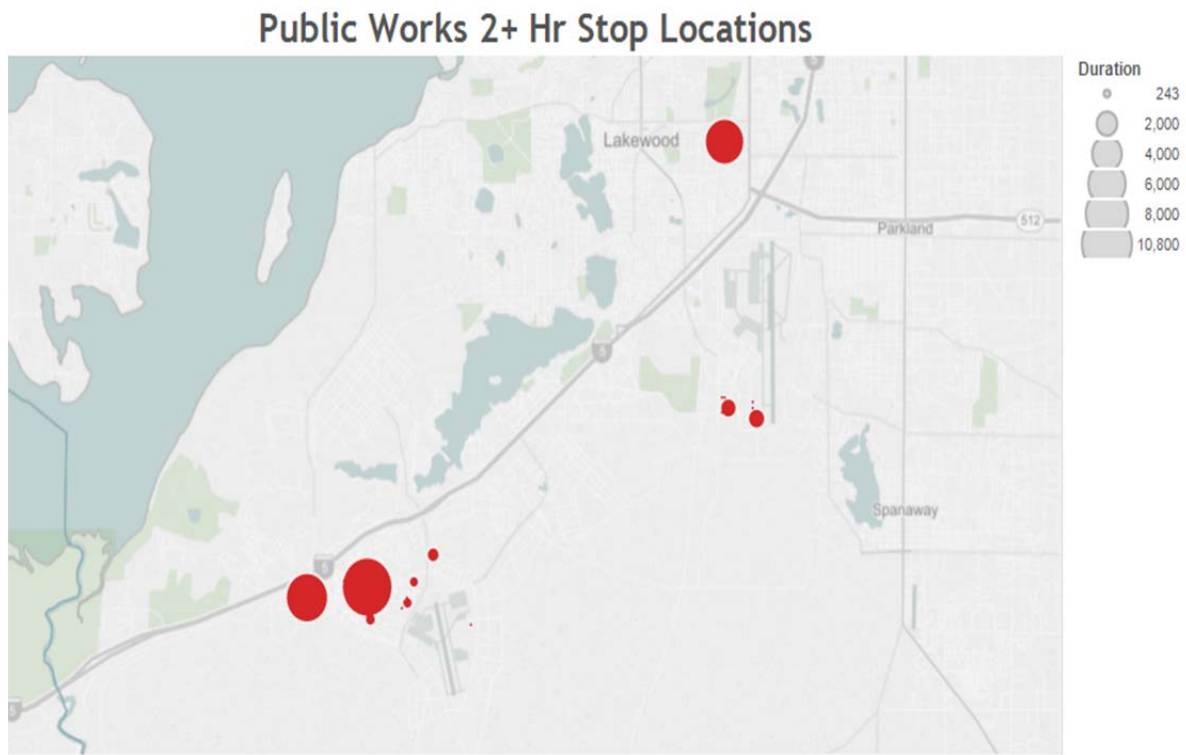 Public Works 2+ Hr Stop Locations
5
Duration
243
2,000
Lakewood
4,000
6,000
8,000
512
Parkland
10,800
5
Spanaway
5